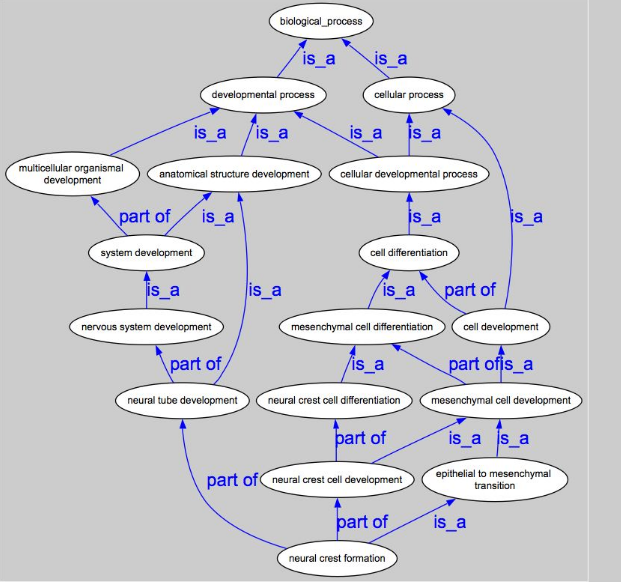 biological_process
is_a
is_a
developmental process
cellular process
is_a
is_a
is_a
is_a
multicellular organismal
development
anatomical structure development
cellular developmental process
part of
is_a
is_a
is_a
system development
cell differentiation
is_a
is_a
is_a
part of
nervous system development
mesenchymal cell differentiation
cell development
part of
is_a
part of
is_a
neural tube development
neural crest cell differentiation
mesenchymal cell development
part of
is_a
is_a
part of
neural crest cell development
epithelial to mesenchymal
transition
part of
is_a
neural crest formation